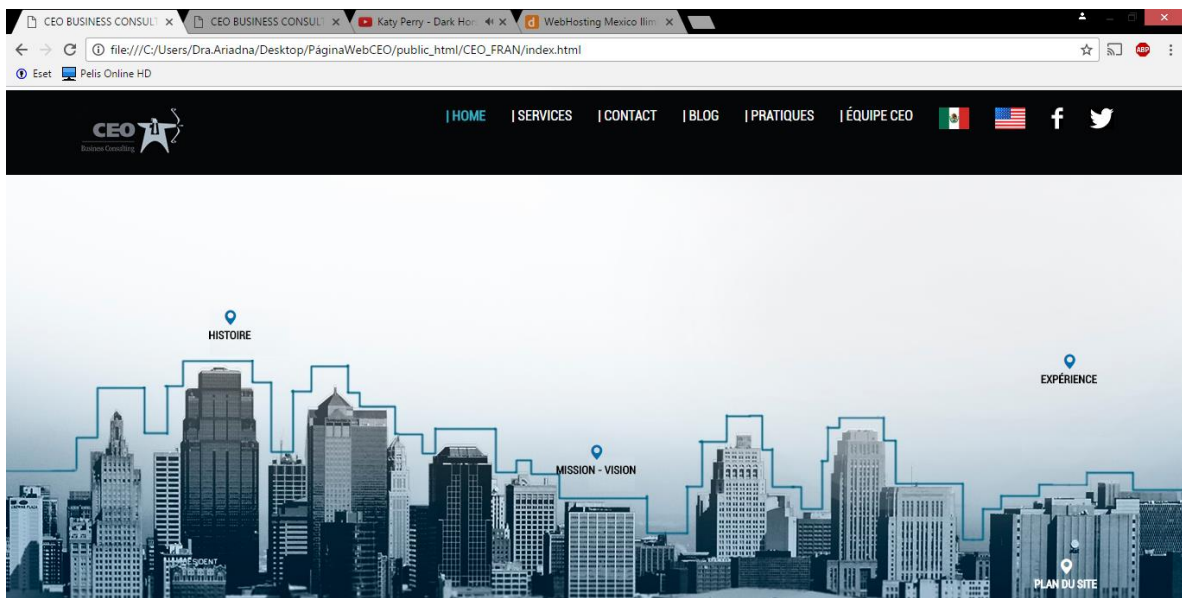 CEO BUSINESS CONSULT
CEO BUSINESS CONSULT
Katy Perry - Dark Hors
WebHosting Mexico Ilim
file:///C:/Users/Dra.Ariadna/Desktop/PáginaWebCEO/public_html/CEO_FRAN/index.html
ABP
Eset
Pelis Online HD
CEO
Business Consulting
| HOME | SERVICES | CONTACT | BLOG | PRATIQUES | ÉQUIPE CEO
HISTOIRE
EXPÉRIENCE
MISSION - VISION
PLAN DU SITE